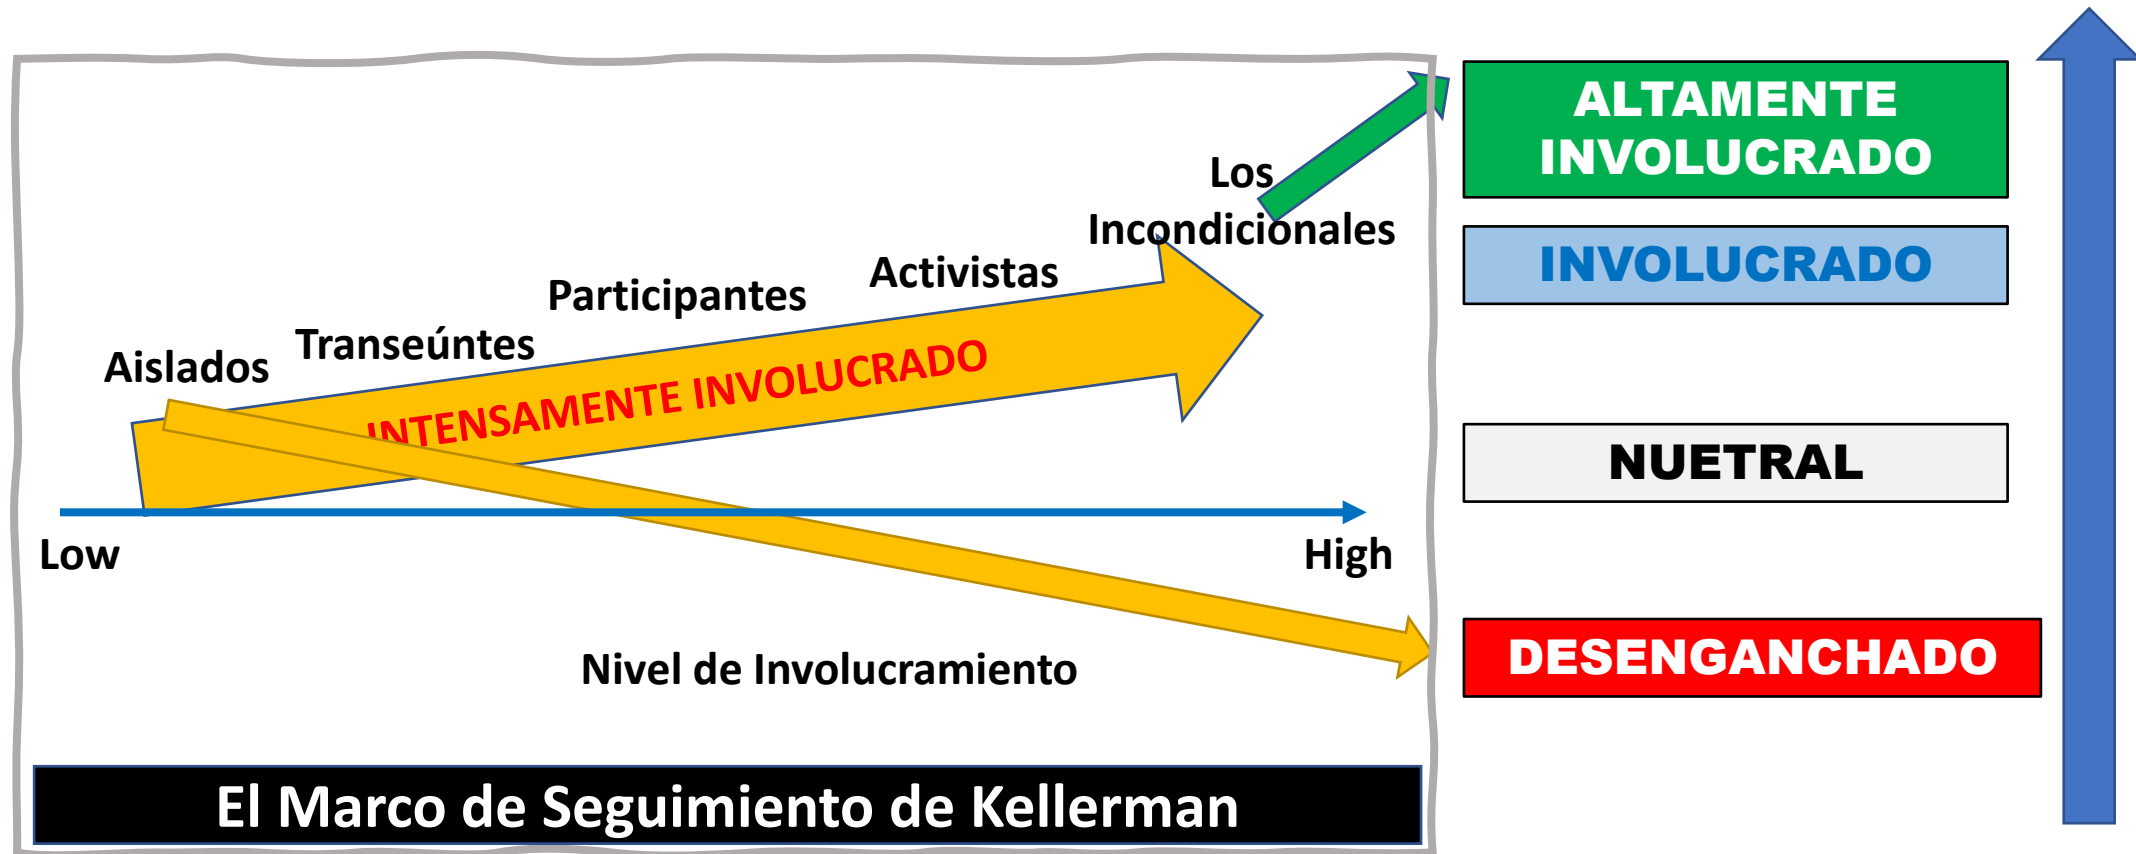 Los
Incondicionales
Activistas
Participantes
Transeúntes
Aislados
INTENSAMENTE INVOLUCRADO
Low
High
Nivel de Involucramiento
El Marco de Seguimiento de Kellerman
ALTAMENTE
INVOLUCRADO
INVOLUCRADO
NUETRAL
DESENGANCHADO